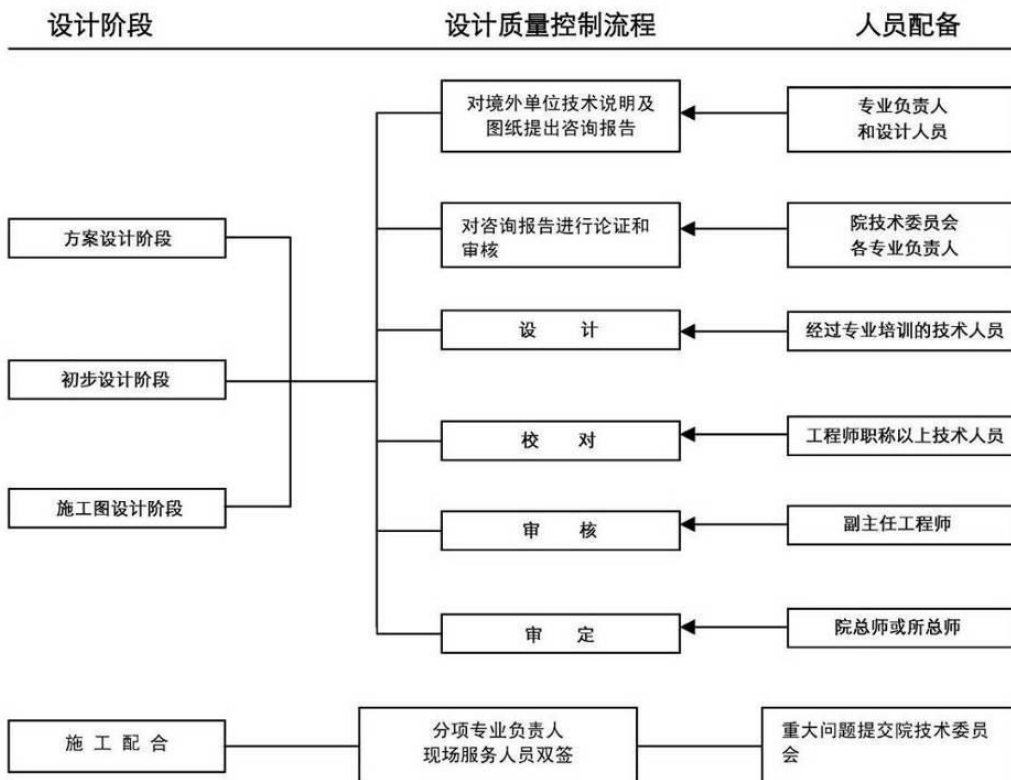 设计阶段 设计质量控制流程 人员配备
对境外单位技术说明及
图纸提出咨询报告
专业负责人
和设计人员
方案设计阶段
对咨询报告进行论证和
审核
院技术委员会
各专业负责人
设 计
经过专业培训的技术人员
初步设计阶段
校 对
工程师职称以上技术人员
施工图设计阶段
审 核
副主任工程师
审 定
院总师或所总师
施 工 配 合
分项专业负责人
现场服务人员双签
重大问题提交院技术委员
会